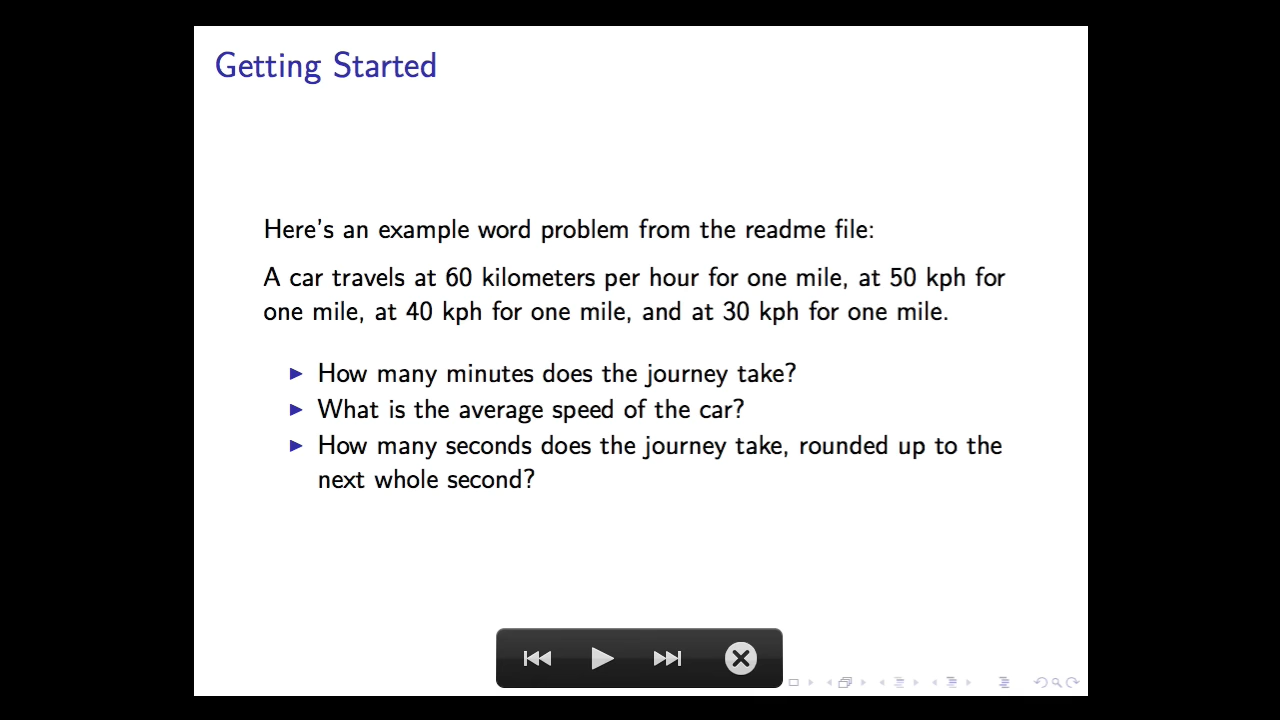 Getting Started
Here's an example word problem from the readme file:
A car travels at 60 kilometers per hour for one mile, at 50 kph for
one mile, at 40 kph for one mile, and at 30 kph for one mile.
How many minutes does the journey take?
What is the average speed of the car?
How many seconds does the journey take, rounded up to the
next whole second?